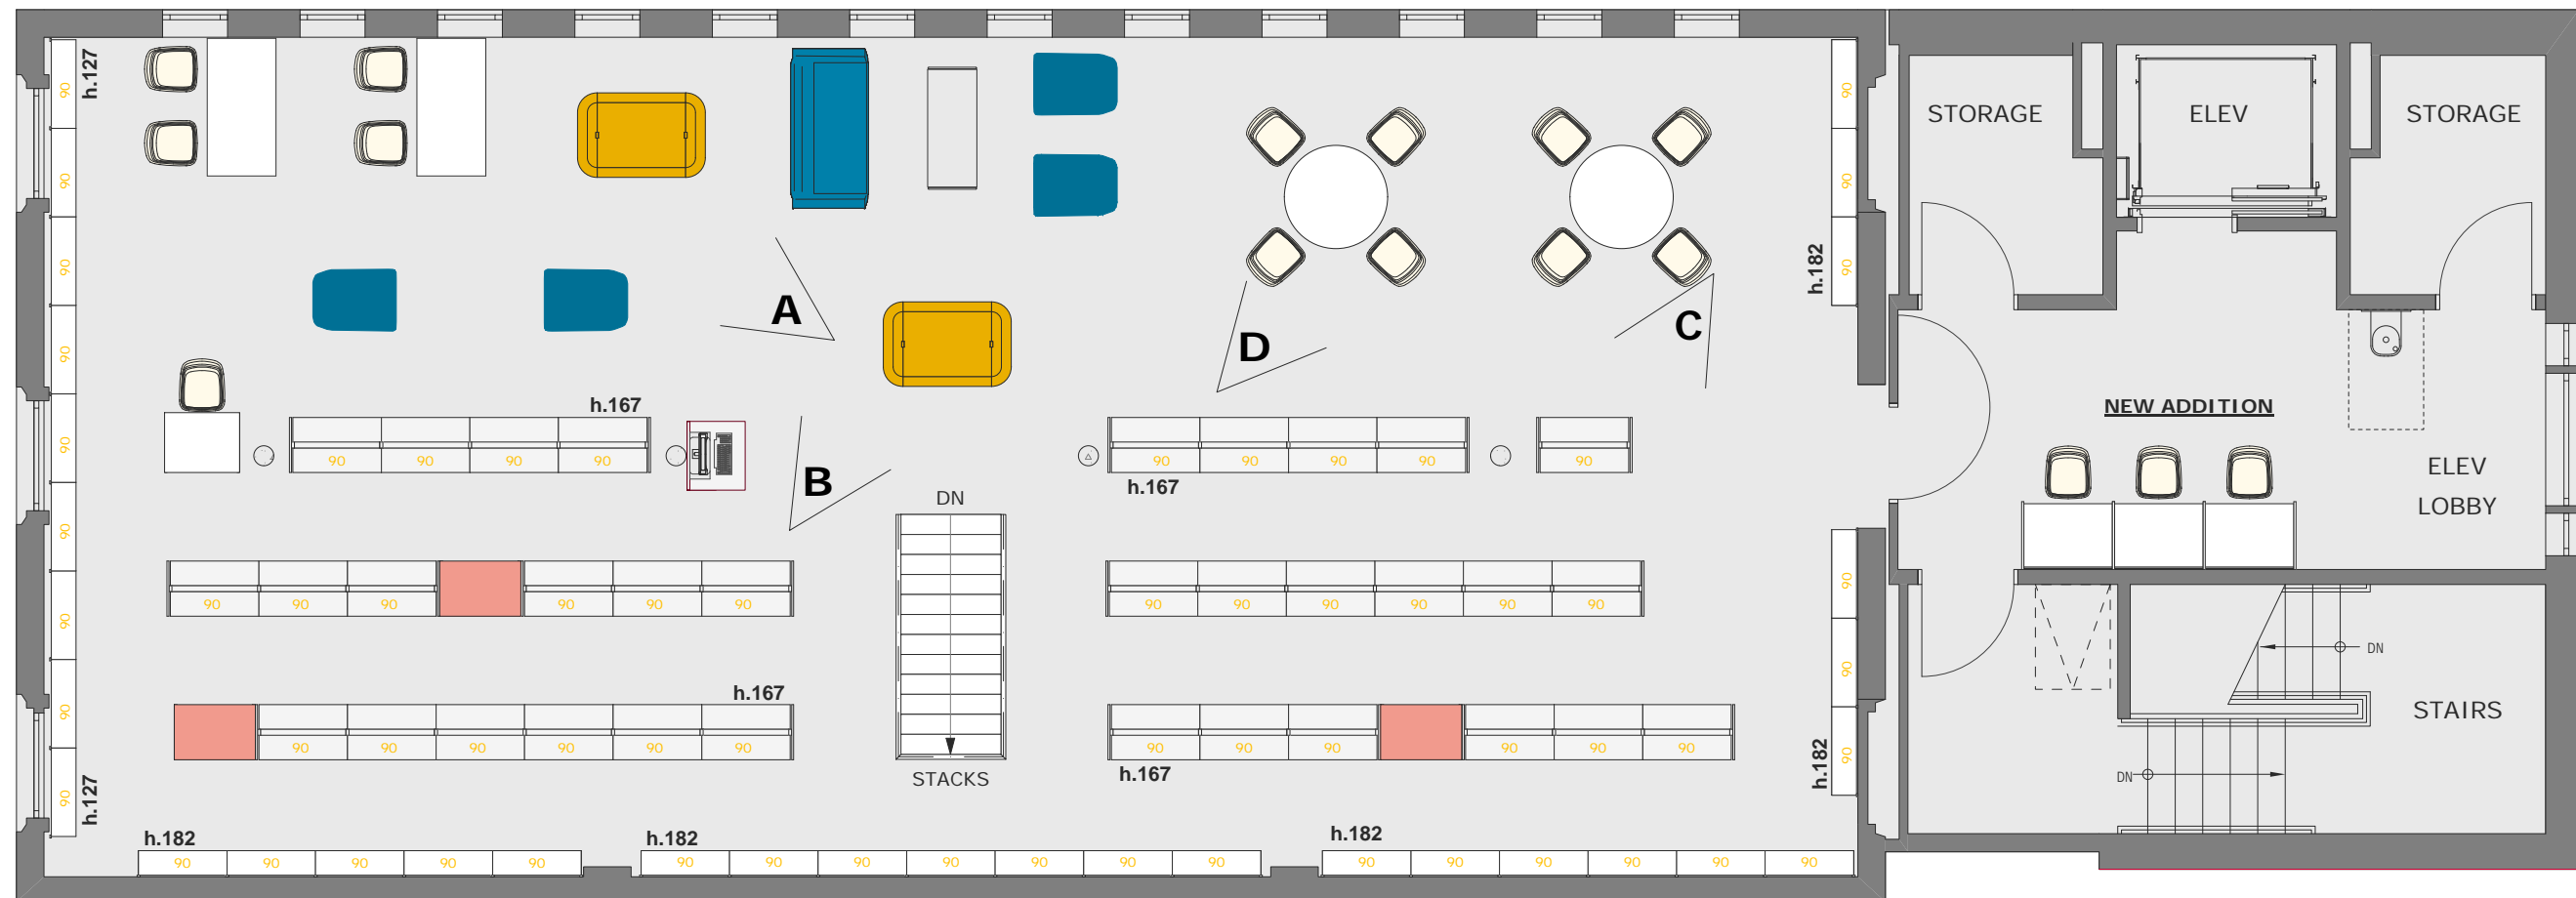 h.127
90
90
STORAGE
ELEV
STORAGE
90
90
90
h.182
90
90
A
C
D
90
h.167
NEW ADDITION
90
90 90 90 90
90 90 90 90
90
ELEV
LOBBY
B
h.167
DN
90
90
90 90 90
90 90 90
90 90 90 90 90 90
90
90
DN
h.167
90
90
STAIRS
90 90 90 90 90 90
90 90 90
90 90 90
90
h.182
h.167
DN
STACKS
90
h.127
h.182
h.182
h.182
90 90 90 90 90
90 90 90 90 90 90 90
90 90 90 90 90 90